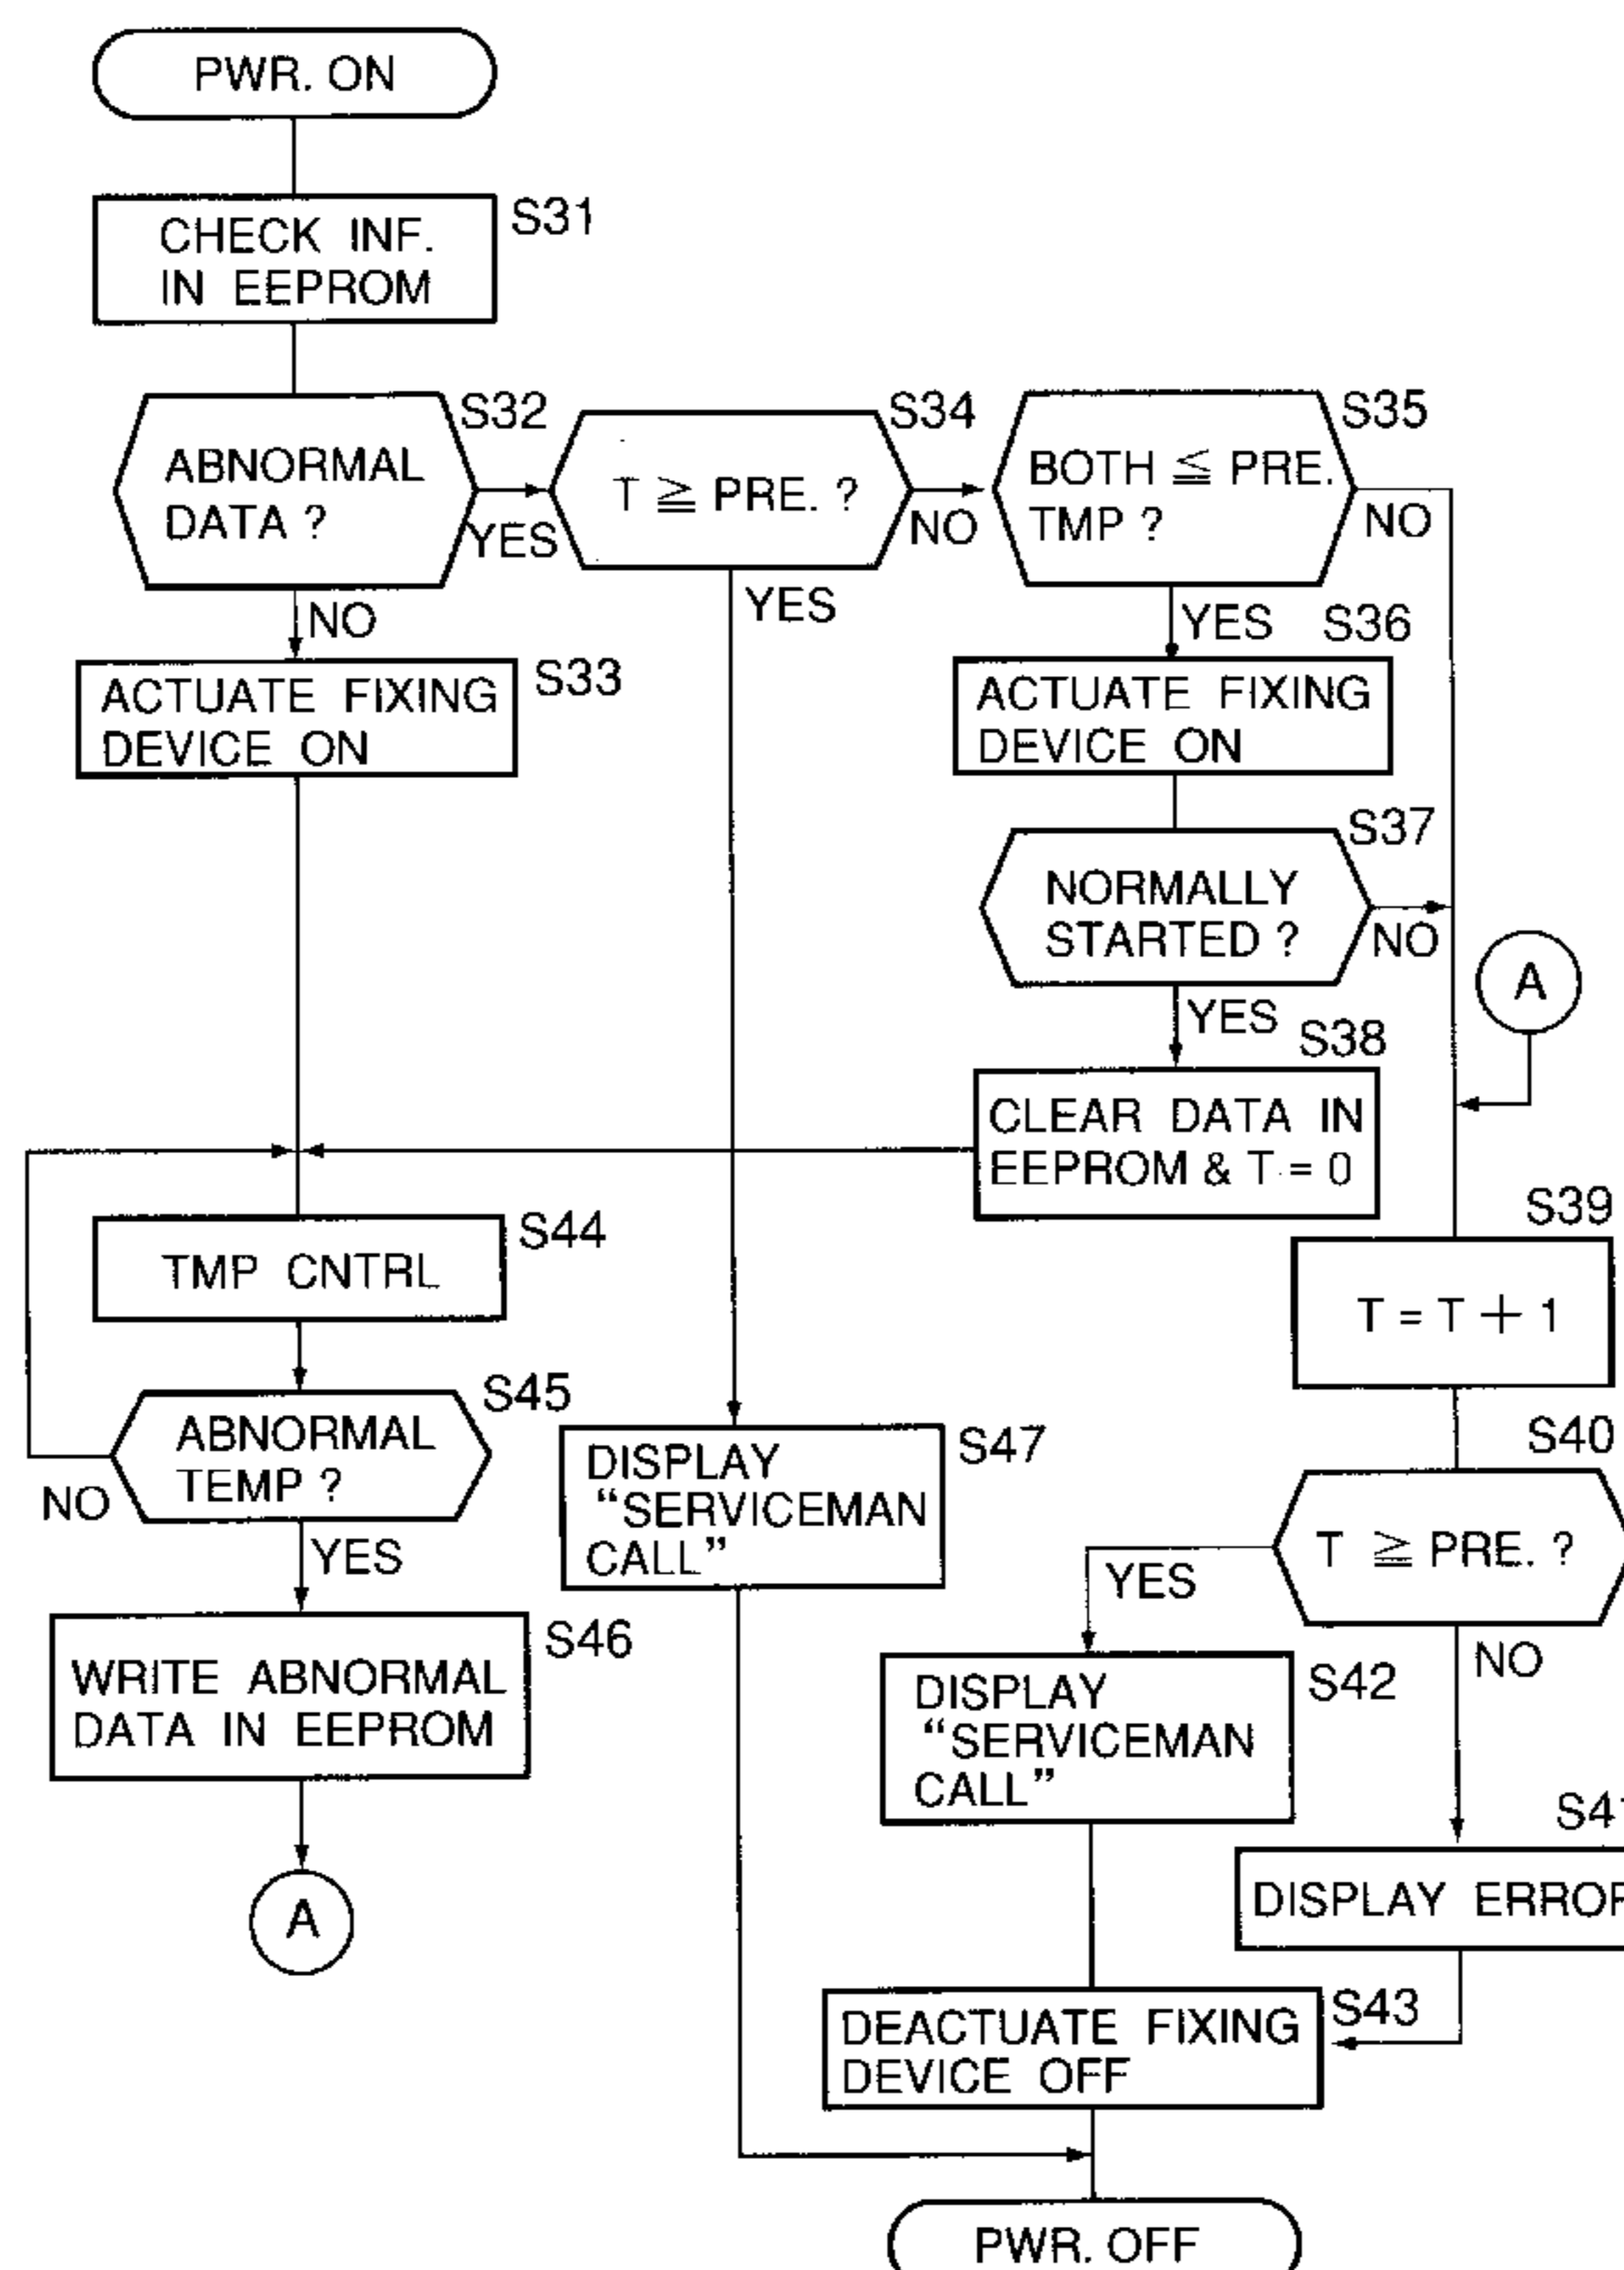 PWR. ON
CHECK INF.
IN EEPROM
S31
ABNORMAL
DATA ?
S32
YES
NO
T ≧ PRE. ?
S34
NO
YES
BOTH ≦ PRE.
TMP ?
S35
NO
YES
ACTUATE FIXING
DEVICE ON
S33
ACTUATE FIXING
DEVICE ON
S36
NORMALLY
STARTED ?
S37
NO
YES
A
CLEAR DATA IN
EEPROM & T = 0
S38
TMP CNTRL
S44
S39
T = T + 1
ABNORMAL
TEMP ?
S45
NO
YES
DISPLAY
“SERVICEMAN
CALL”
S47
S40
T ≧ PRE. ?
YES
NO
WRITE ABNORMAL
DATA IN EEPROM
S46
A
DISPLAY
“SERVICEMAN
CALL”
S42
DISPLAY
DEACTUATE FIXING
DEVICE OFF
S43
PWR. OFF